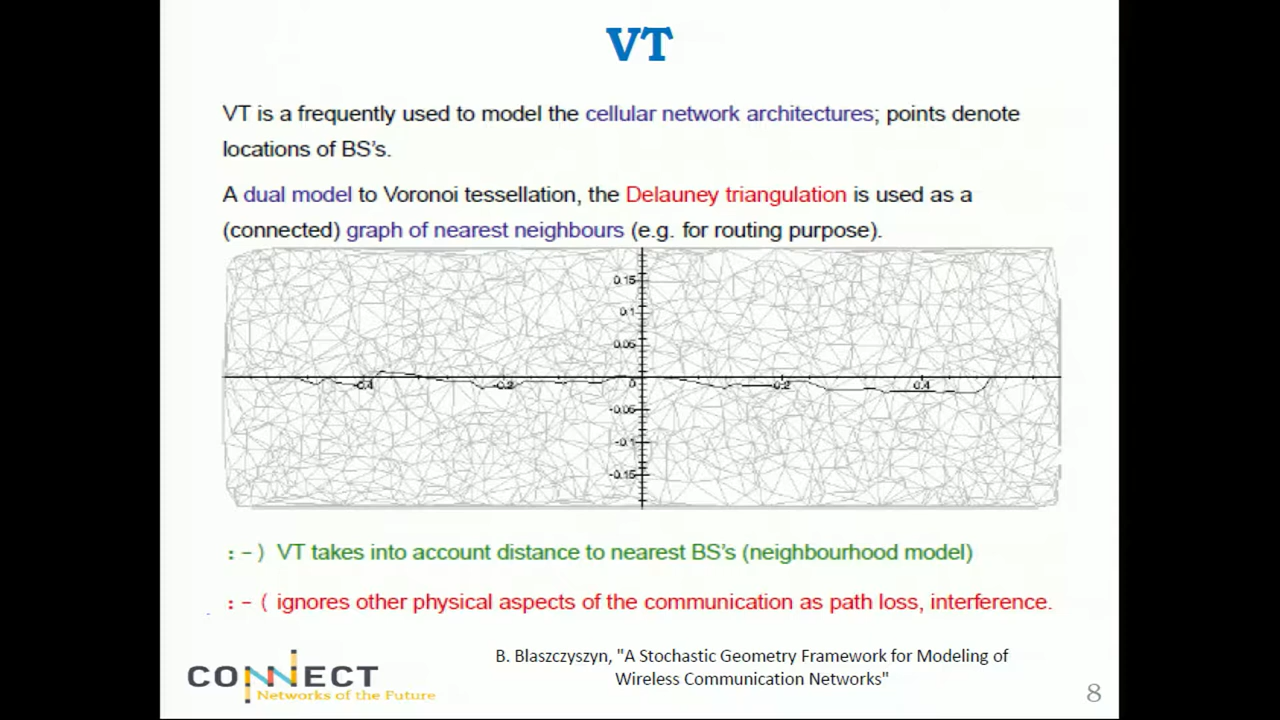 VT
VT is a frequently used to model the cellular network architectures; points denote
locations of BS's.
A dual model to Voronoi tessellation, the Delauney triangulation is used as a
(connected) graph of nearest neighbours (e.g. for routing purpose).
0.15
0.1
0.05
-0.4 -0.2 0 0.2 0.4
-0.05
-0.1
-0.15
:-) VT takes into account distance to nearest BS's (neighbourhood model)
:-( ignores other physical aspects of the communication as path loss, interference.
B. Blaszczyszyn, "A Stochastic Geometry Framework for Modeling of
Wireless Communication Networks"
CONNECT
Networks of the Future
8